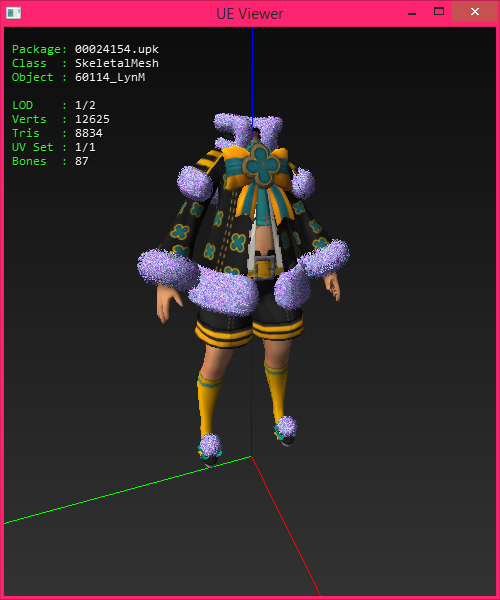 UE Viewer
Package: 00024154.upk
Class : SkeletalMesh
Object : 60114_LynM
LOD : 1/2
Verts : 12625
Tris : 8834
UV Set : 1/1
Bones : 87